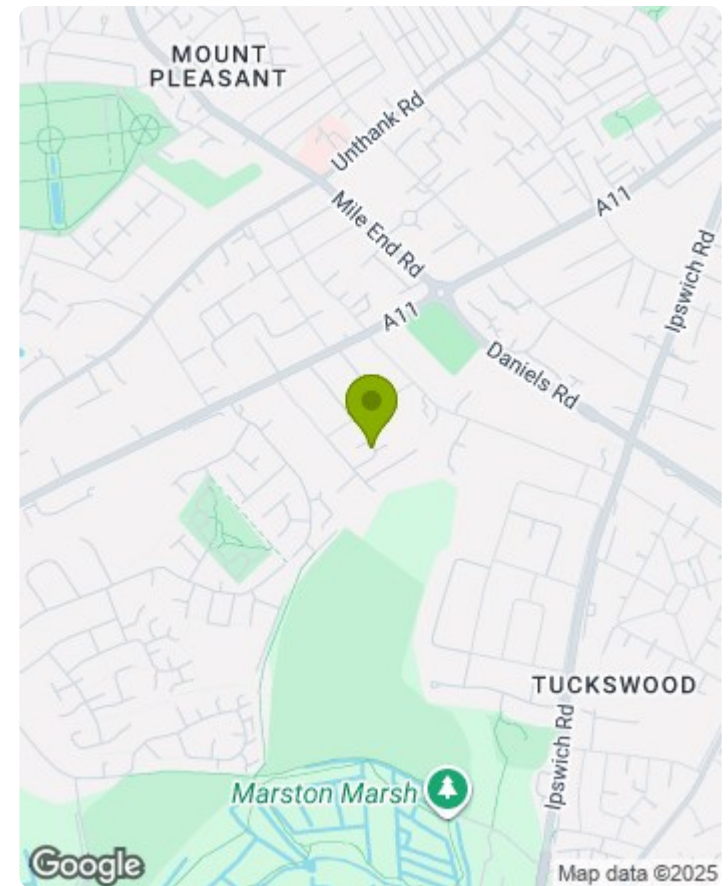 MOUNT
PLEASANT
Unthank Rd
A11
Mile End Rd
Ipswich Rd
A11
Daniels Rd
TUCKSWOOD
Ipswich Rd
Marston Marsh
Google
Map data ©2025